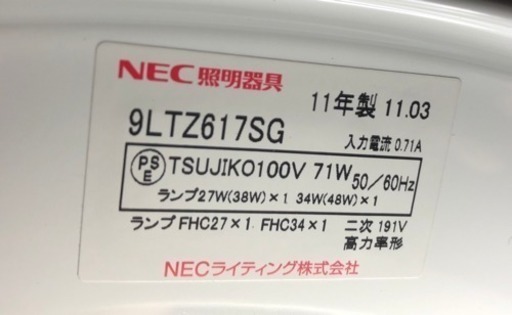 NEC照明器具
11年製 11.03
9LTZ617SG
入力電流 0.71A
PSE TSUJIKO100V 71W 50/60Hz
ランプ27W(38W)×1 34W(48W)×1
ランプ FHC27×1 FHC34×1
二次 191V
高力率形
NECライティング株式会社